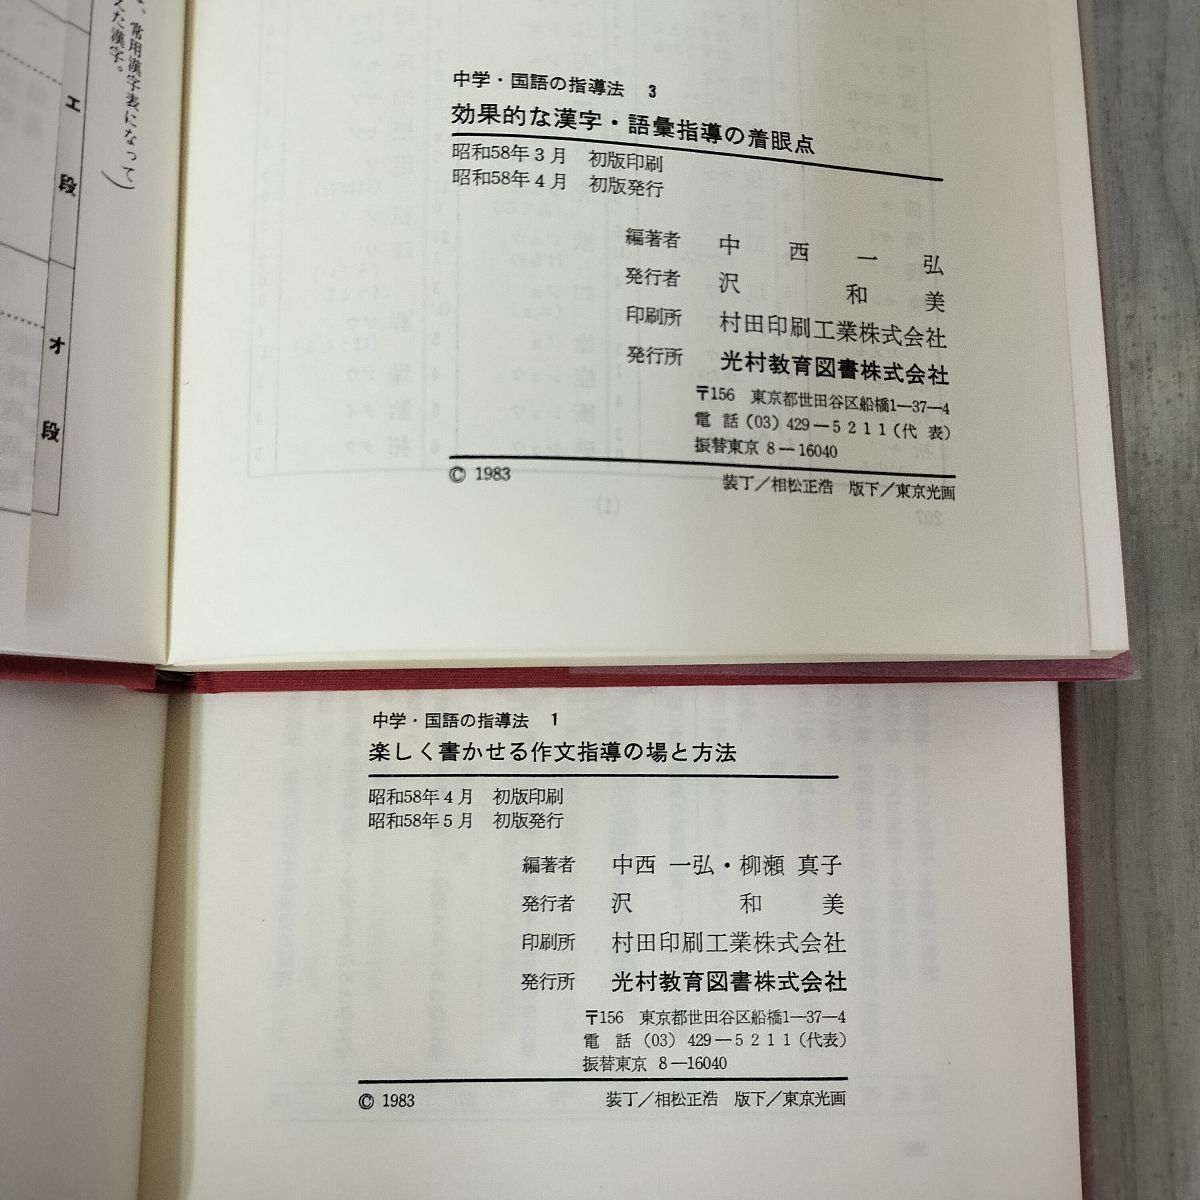 常用漢字表になって
えた漢字。
エ段
オ段
中学・国語の指導法 3
効果的な漢字・語彙指導の着眼点
昭和58年3月 初版印刷
昭和58年4月 初版発行
編著者 中西一弘
発行者 沢和美
印刷所 村田印刷工業株式会社
発行所 光村教育図書株式会社
〒156 東京都世田谷区船橋1―37―4
電話(03)429―5211(代表)
振替東京 8―16040
© 1983 装丁/相松正浩 版下/東京光画
中学・国語の指導法 1
楽しく書かせる作文指導の場と方法
昭和58年4月 初版印刷
昭和58年5月 初版発行
編著者 中西 一弘・柳瀬 真子
発行者 沢和美
印刷所 村田印刷工業株式会社
発行所 光村教育図書株式会社
〒156 東京都世田谷区船橋1―37―4
電話(03)429―5211(代表)
振替東京 8―16040
© 1983 装丁/相松正浩 版下/東京光画